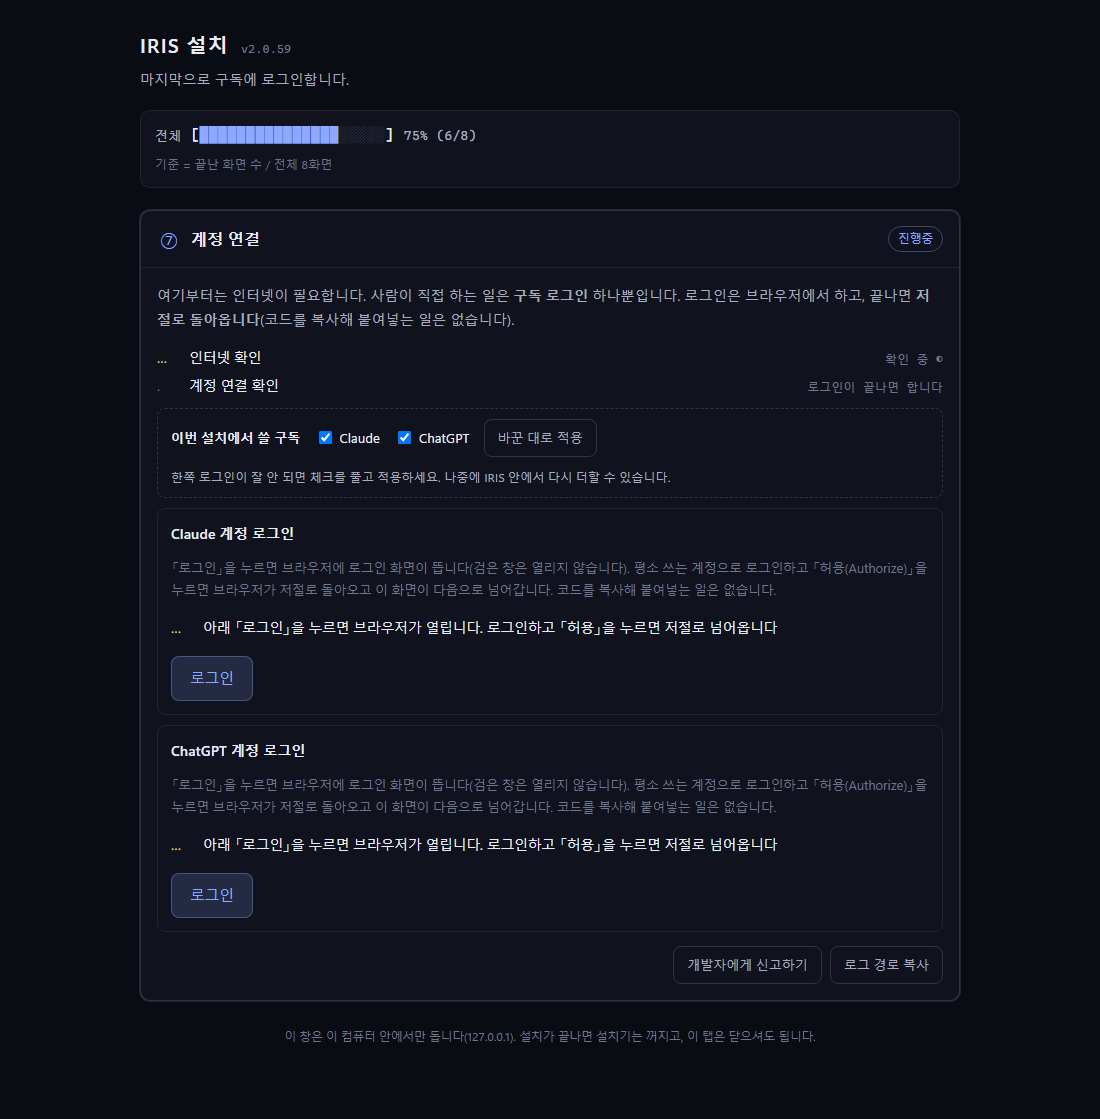 IRIS 설치 v2.0.59
마지막으로 구독에 로그인합니다.
전체 [███████████████░░░░░] 75% (6/8)
기준 = 끝난 화면 수 / 전체 8화면
⑦ 계정 연결 진행중
여기부터는 인터넷이 필요합니다. 사람이 직접 하는 일은 구독 로그인 하나뿐입니다. 로그인은 브라우저에서 하고, 끝나면 저
절로 돌아옵니다(코드를 복사해 붙여넣는 일은 없습니다).
… 인터넷 확인 확인 중 ◐
. 계정 연결 확인 로그인이 끝나면 합니다
이번 설치에서 쓸 구독 Claude ChatGPT 바꾼 대로 적용
한쪽 로그인이 잘 안 되면 체크를 풀고 적용하세요. 나중에 IRIS 안에서 다시 더할 수 있습니다.
Claude 계정 로그인
「로그인」을 누르면 브라우저에 로그인 화면이 뜹니다(검은 창은 열리지 않습니다). 평소 쓰는 계정으로 로그인하고 「허용(Authorize)」을
누르면 브라우저가 저절로 돌아오고 이 화면이 다음으로 넘어갑니다. 코드를 복사해 붙여넣는 일은 없습니다.
… 아래 「로그인」을 누르면 브라우저가 열립니다. 로그인하고 「허용」을 누르면 저절로 넘어옵니다
로그인
ChatGPT 계정 로그인
「로그인」을 누르면 브라우저에 로그인 화면이 뜹니다(검은 창은 열리지 않습니다). 평소 쓰는 계정으로 로그인하고 「허용(Authorize)」을
누르면 브라우저가 저절로 돌아오고 이 화면이 다음으로 넘어갑니다. 코드를 복사해 붙여넣는 일은 없습니다.
… 아래 「로그인」을 누르면 브라우저가 열립니다. 로그인하고 「허용」을 누르면 저절로 넘어옵니다
로그인
개발자에게 신고하기 로그 경로 복사
이 창은 이 컴퓨터 안에서만 돕니다(127.0.0.1). 설치가 끝나면 설치기는 꺼지고, 이 탭은 닫으셔도 됩니다.